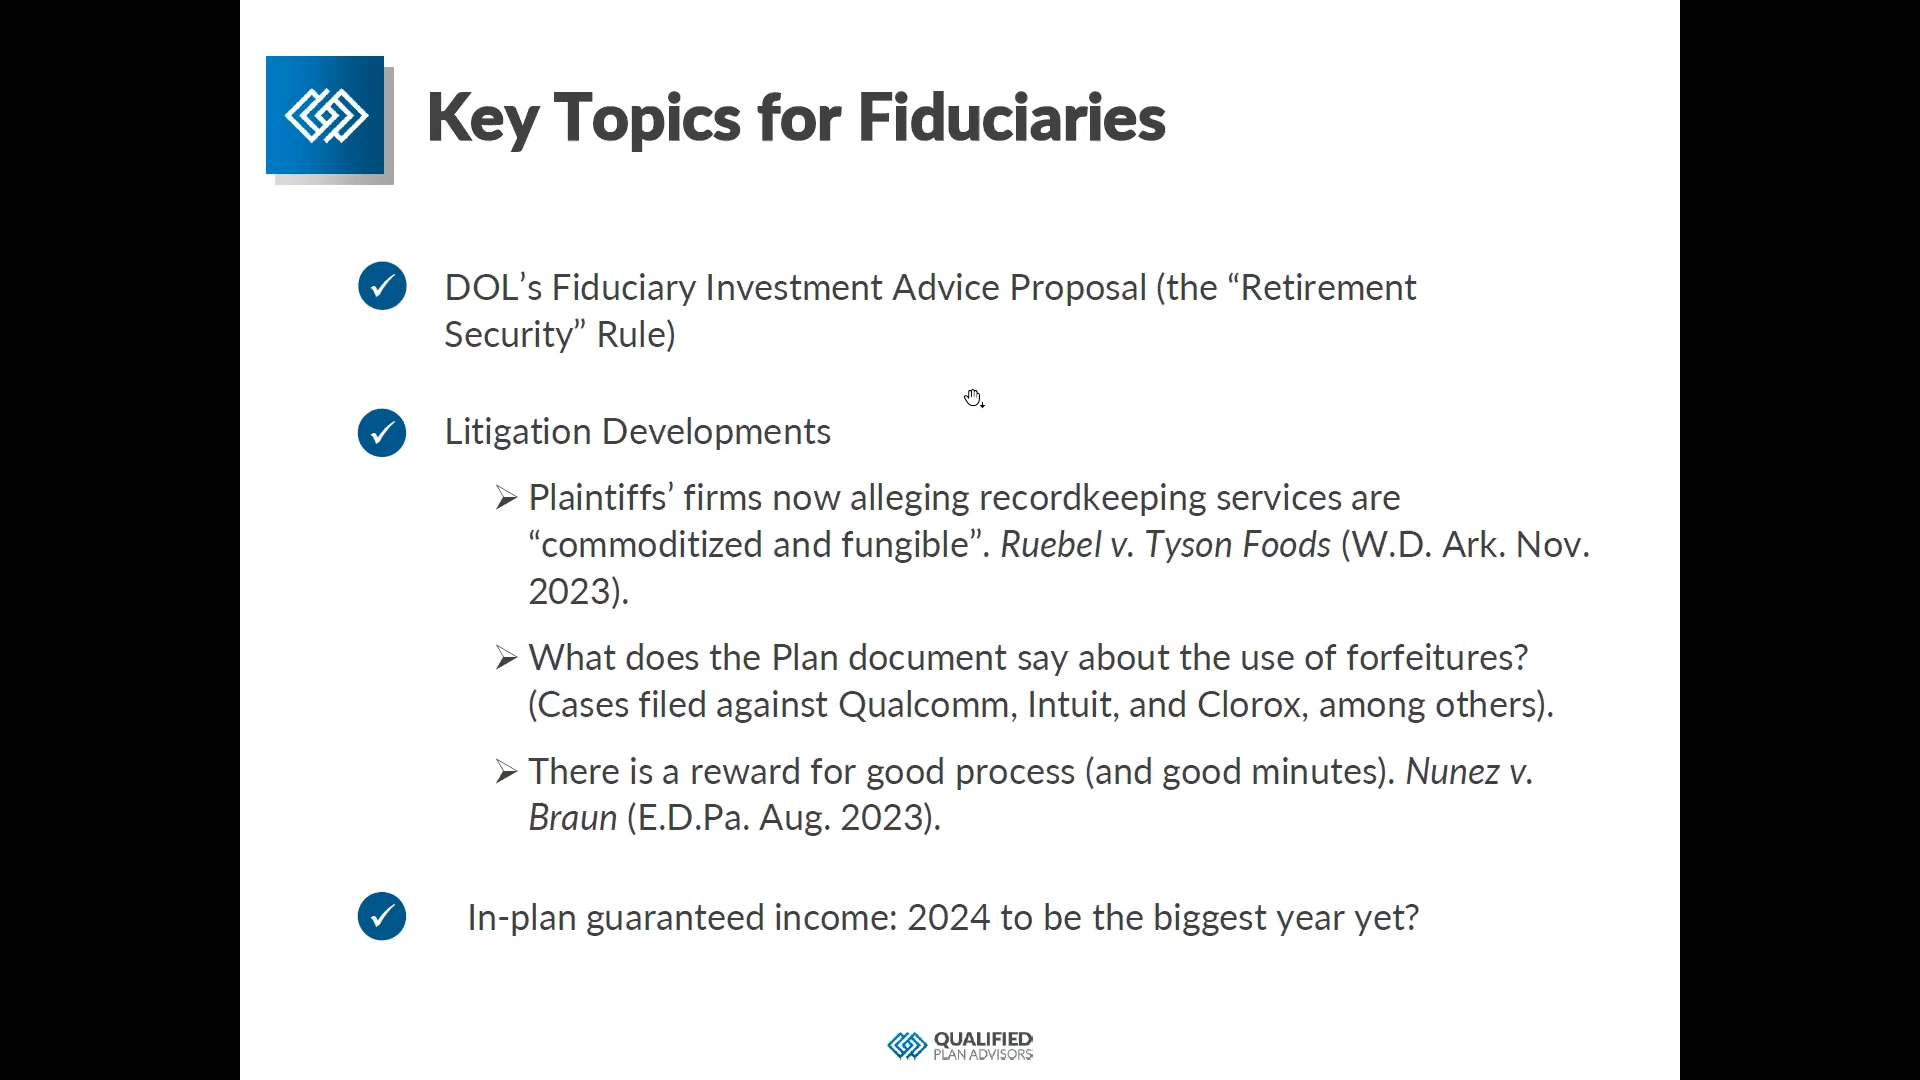 Key Topics for Fiduciaries
DOL’s Fiduciary Investment Advice Proposal (the “Retirement
Security” Rule)
Litigation Developments
Plaintiffs’ firms now alleging recordkeeping services are
“commoditized and fungible”. Ruebel v. Tyson Foods (W.D. Ark. Nov.
2023).
What does the Plan document say about the use of forfeitures?
(Cases filed against Qualcomm, Intuit, and Clorox, among others).
There is a reward for good process (and good minutes). Nunez v.
Braun (E.D.Pa. Aug. 2023).
In-plan guaranteed income: 2024 to be the biggest year yet?
QUALIFIED
PLAN ADVISORS